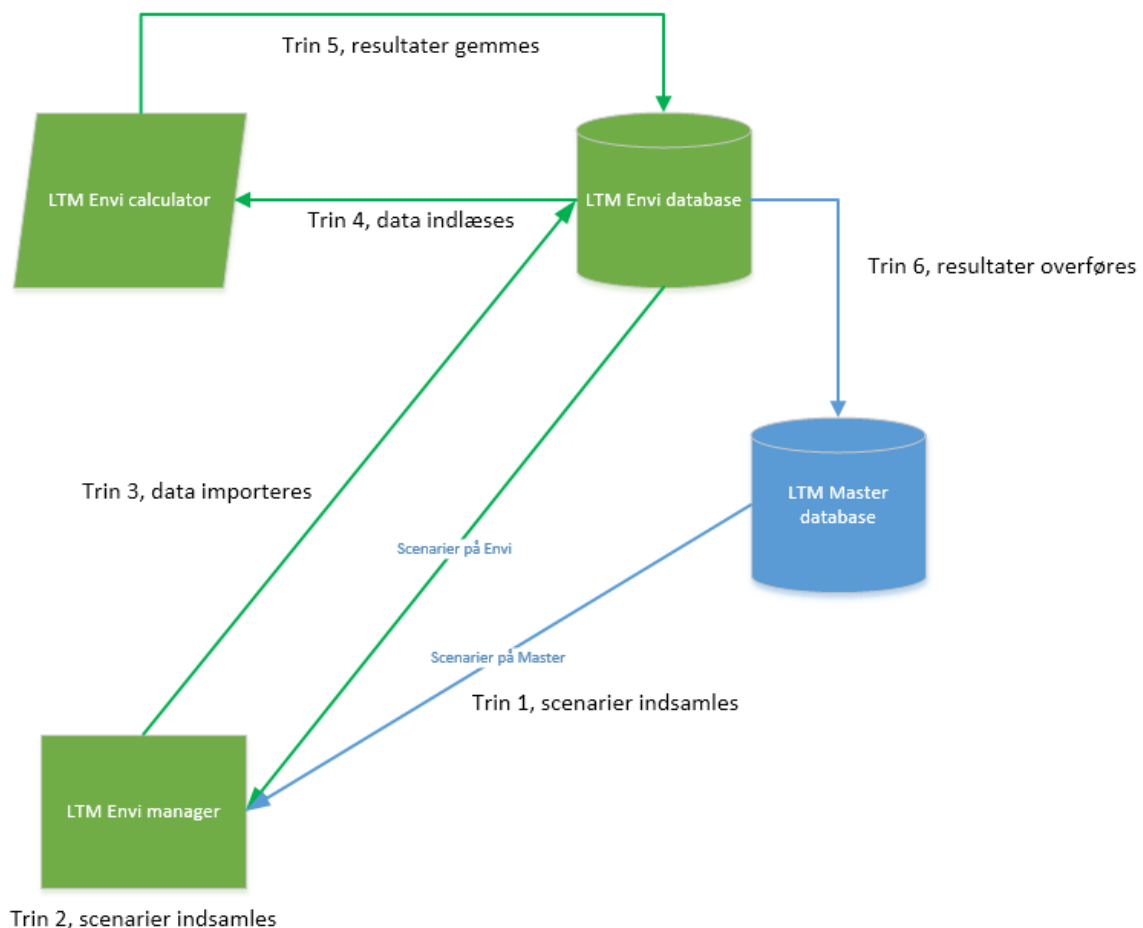 Trin 5, resultater gemmes
LTM Envi calculator
LTM Envi database
Trin 4, data indlæses
Trin 6, resultater overføres
Trin 3, data importeres
LTM Master
database
Scenarier på Envi
Scenarier på Master
Trin 1, scenarier indsamles
LTM Envi manager
Trin 2, scenarier indsamles